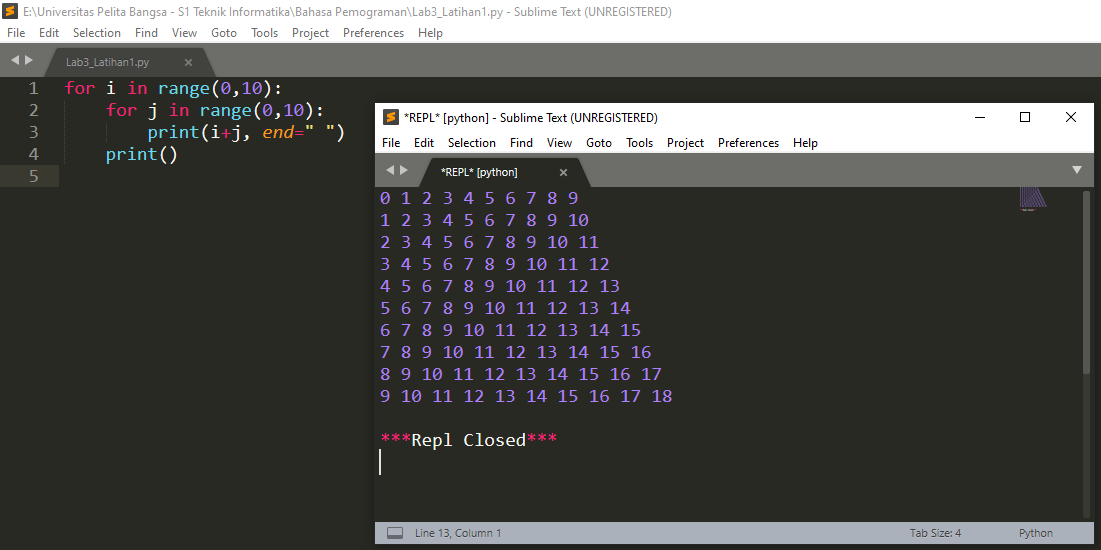 E:\Universitas Pelita Bangsa - S1 Teknik Informatika\Bahasa Pemograman\Lab3_Latihan1.py - Sublime Text (UNREGISTERED)
File Edit Selection Find View Goto Tools Project Preferences Help
Lab3_Latihan1.py ×
1 for i in range(0,10):
2     for j in range(0,10):
3         print(i+j, end=" ")
4     print()
5
*REPL* [python] - Sublime Text (UNREGISTERED)
File Edit Selection Find View Goto Tools Project Preferences Help
*REPL* [python] ×
0 1 2 3 4 5 6 7 8 9
1 2 3 4 5 6 7 8 9 10
2 3 4 5 6 7 8 9 10 11
3 4 5 6 7 8 9 10 11 12
4 5 6 7 8 9 10 11 12 13
5 6 7 8 9 10 11 12 13 14
6 7 8 9 10 11 12 13 14 15
7 8 9 10 11 12 13 14 15 16
8 9 10 11 12 13 14 15 16 17
9 10 11 12 13 14 15 16 17 18
***Repl Closed***
Line 13, Column 1 Tab Size: 4 Python